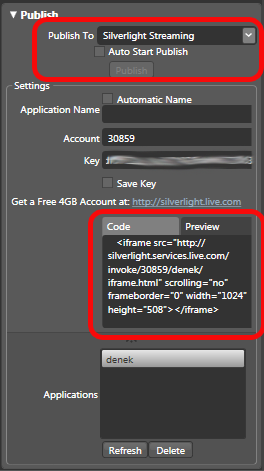 Publish
Publish To Silverlight Streaming
Auto Start Publish
Publish
Settings
Automatic Name
Application Name
Account 30859
Key
Save Key
Get a Free 4GB Account at: http://silverlight.live.com
Code Preview
<iframe src="http://
silverlight.services.live.com/
invoke/30859/denek/
iframe.html" scrolling="no"
frameborder="0" width="1024"
height="508"></iframe>
denek
Applications
Refresh Delete